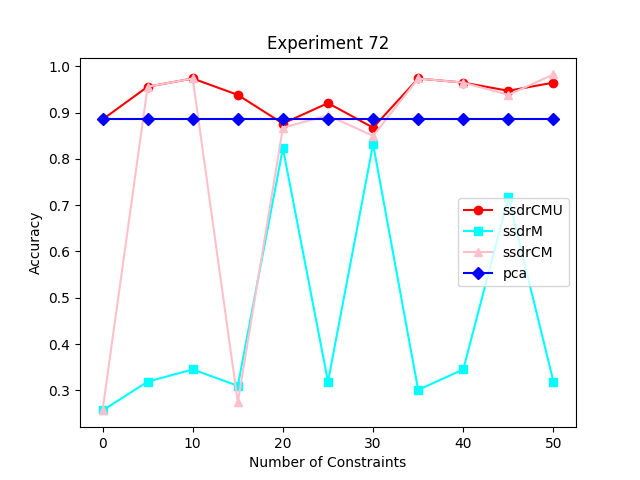 Experiment 72
Accuracy
1.0
0.9
0.8
0.7
0.6
0.5
0.4
0.3
ssdrCMU
ssdrM
ssdrCM
pca
0 10 20 30 40 50
Number of Constraints